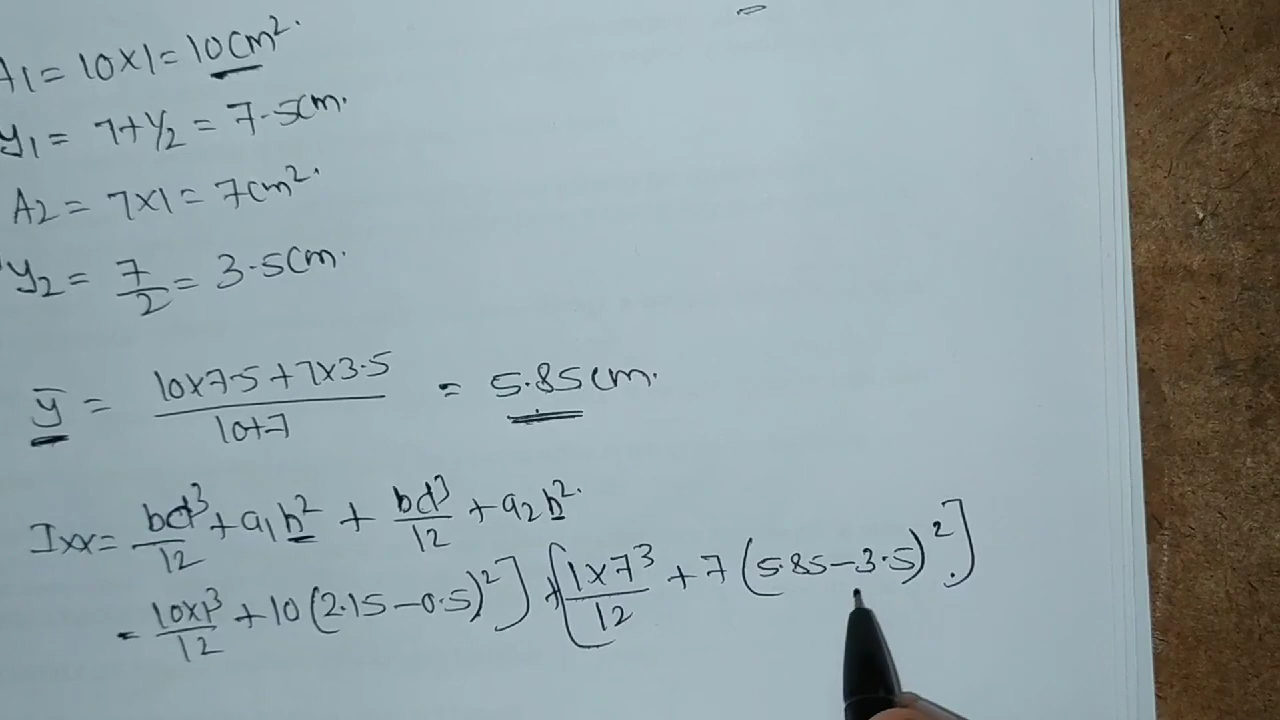 A1 = 10×1 = 10cm².
y1 = 7+1/2 = 7.5cm.
A2 = 7×1 = 7cm².
y2 = 7/2 = 3.5cm.
y̅ = (10×7.5+7×3.5)/(10+7) = 5.85cm.
Ixx = bd³/12 + a1h² + bd³/12 + a2h².
= 10×1³/12 + 10(2.15-0.5)²] + [1×7³/12 + 7(5.85-3.5)²].